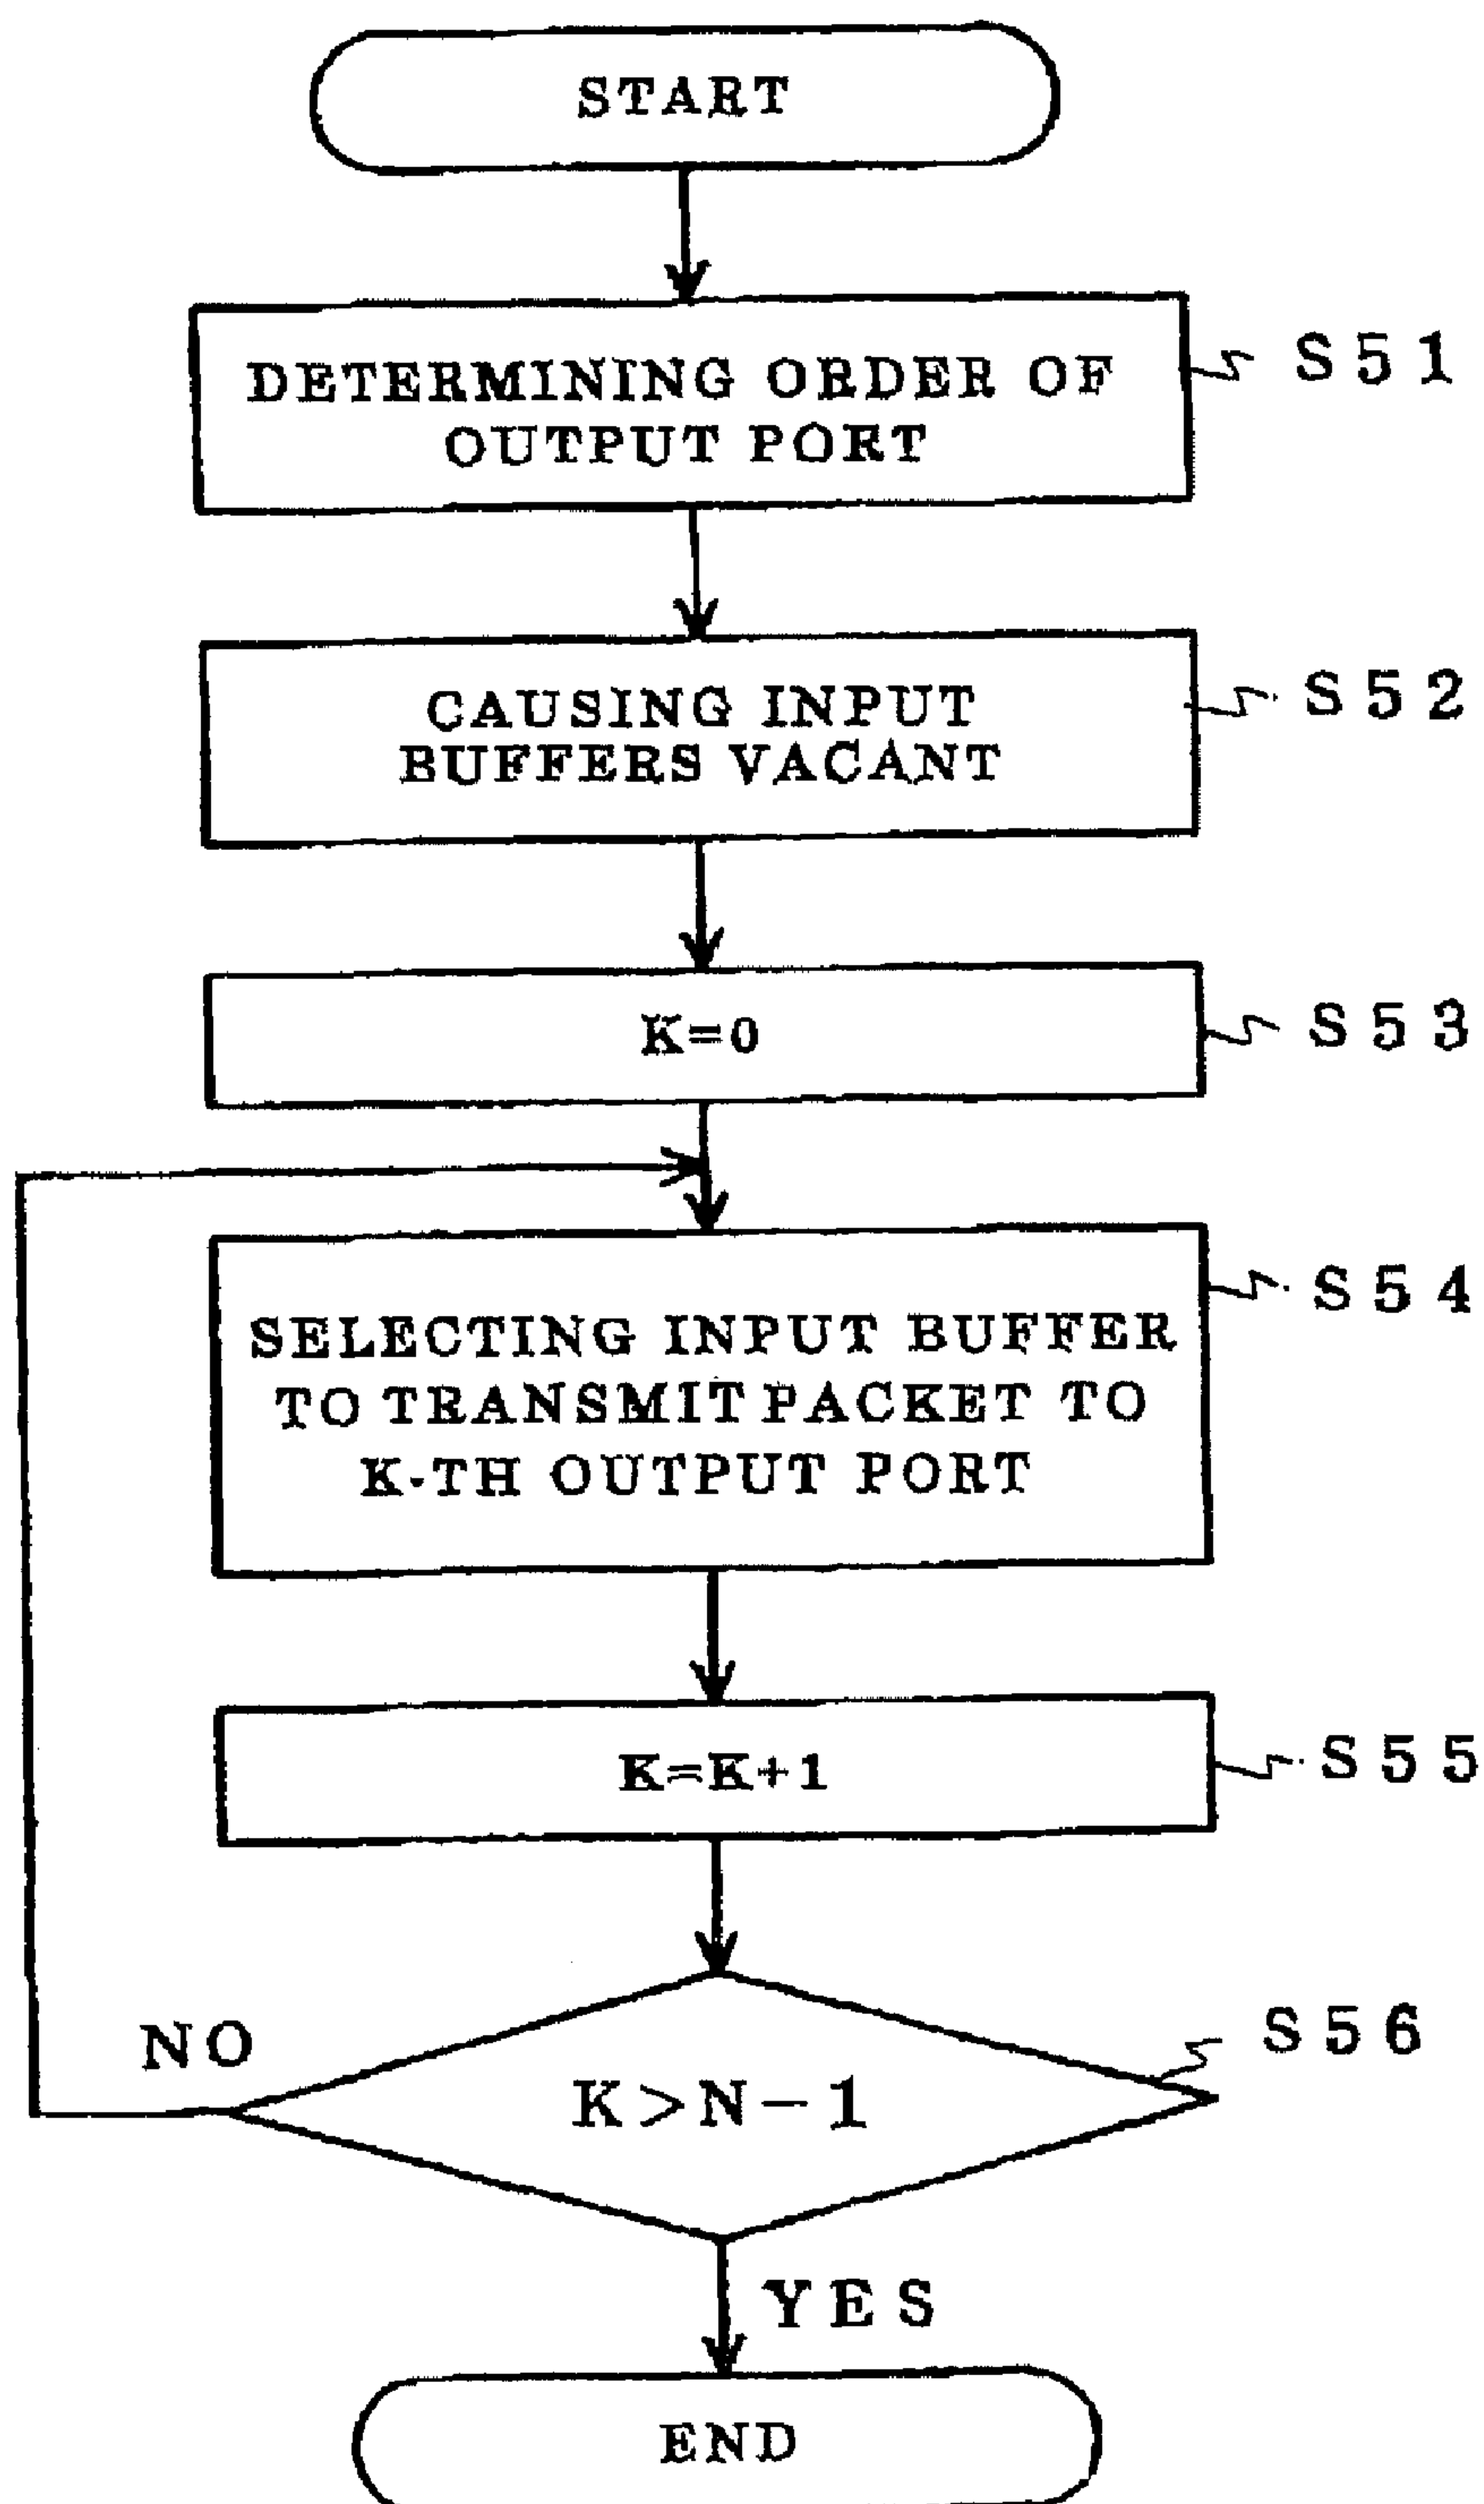 START
DETERMINING ORDER OF
OUTPUT PORT
S51
CAUSING INPUT
BUFFERS VACANT
S52
K=0
S53
SELECTING INPUT BUFFER
TO TRANSMIT PACKET TO
K-TH OUTPUT PORT
S54
K=K+1
S55
K>N-1
S56
NO
YES
END